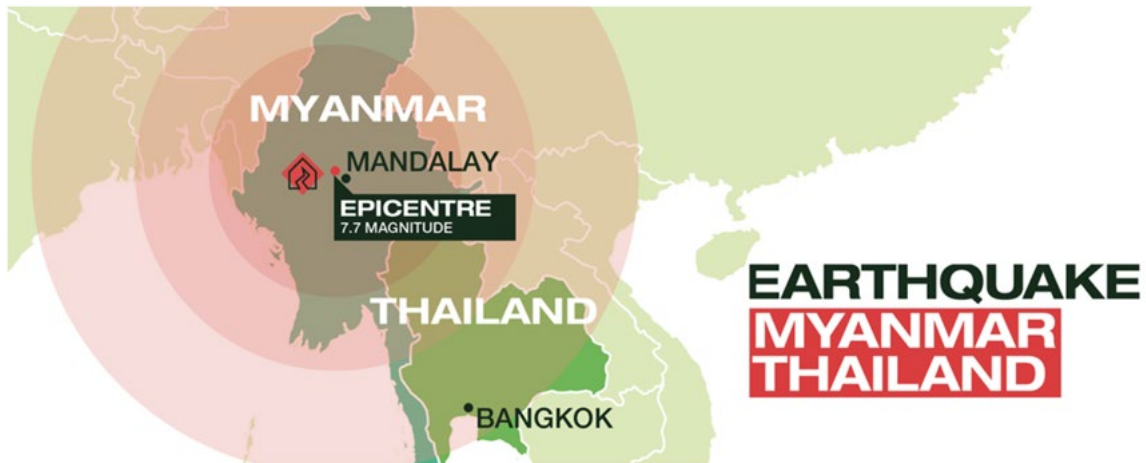 MYANMAR
MANDALAY
EPICENTRE
7.7 MAGNITUDE
THAILAND
BANGKOK
EARTHQUAKE
MYANMAR
THAILAND